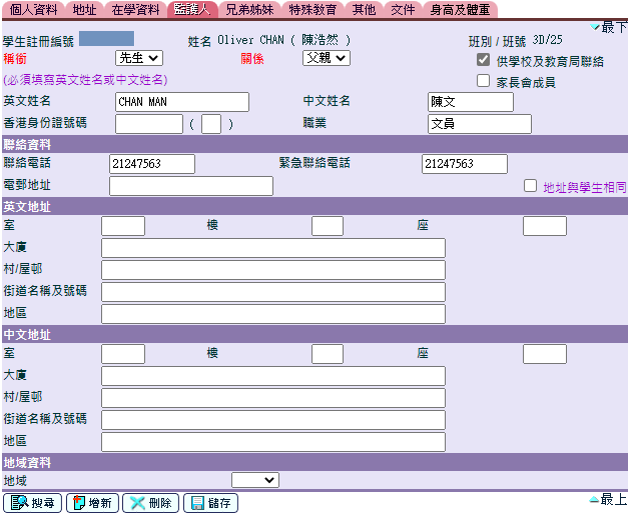 個人資料 地址 在學資料 監護人 兄弟姊妹 特殊教育 其他 文件 身高及體重
最下
學生註冊編號 姓名 Oliver CHAN ( 陳浩然 ) 班別 / 班號 3D/25
稱銜 先生 關係 父親 供學校及教育局聯絡
(必須填寫英文姓名或中文姓名) 家長會成員
英文姓名 CHAN MAN 中文姓名 陳文
香港身份證號碼 ( ) 職業 文員
聯絡資料
聯絡電話 21247563 緊急聯絡電話 21247563
電郵地址 地址與學生相同
英文地址
室 樓 座
大廈
村/屋邨
街道名稱及號碼
地區
中文地址
室 樓 座
大廈
村/屋邨
街道名稱及號碼
地區
地域資料
地域
搜尋 增新 刪除 儲存 最上